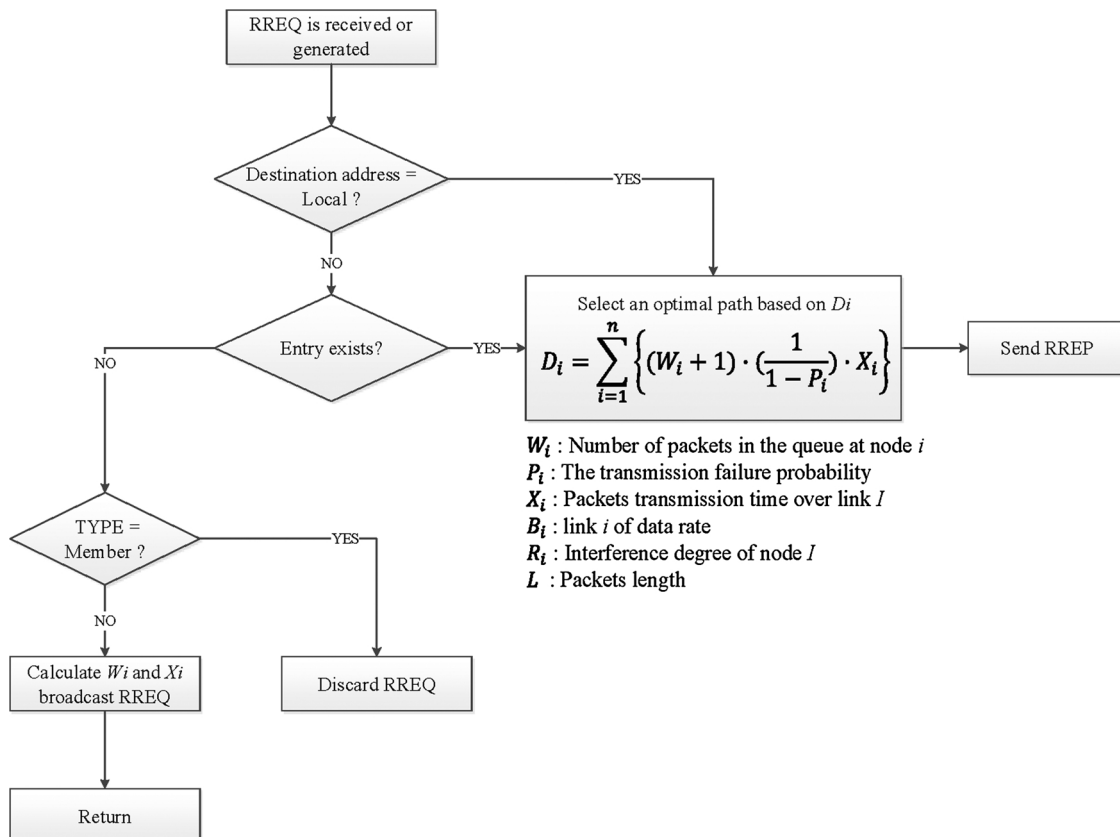 RREQ is received or
generated
Destination address =
Local ?
YES
NO
Entry exists?
YES
NO
Select an optimal path based on Di
D_i = \sum_{i=1}^{n} \left\{ (W_i + 1) \cdot (\frac{1}{1 - P_i}) \cdot X_i \right\}
Send RREP
W_i : Number of packets in the queue at node i
P_i : The transmission failure probability
X_i : Packets transmission time over link I
B_i : link i of data rate
R_i : Interference degree of node I
L : Packets length
TYPE =
Member ?
YES
NO
Calculate Wi and Xi
broadcast RREQ
Discard RREQ
Return